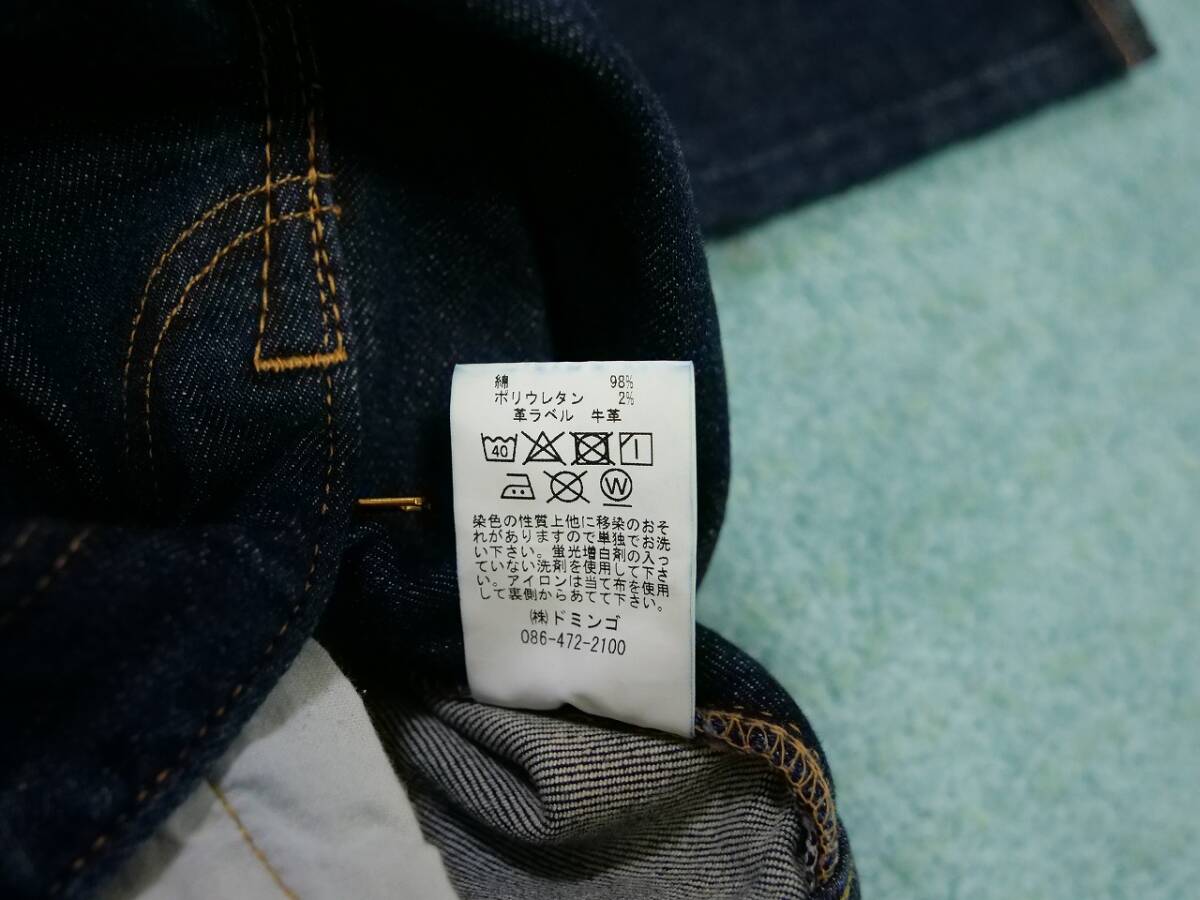 綿 98%
ポリウレタン 2%
革ラベル 牛革
40
W
染色の性質上他に移染のおそ
れがありますので単独でお洗
い下さい。蛍光増白剤の入っ
ていない洗剤を使用して下さ
い。アイロンは当て布を使用
して裏側からあてて下さい。
㈱ドミンゴ
086-472-2100